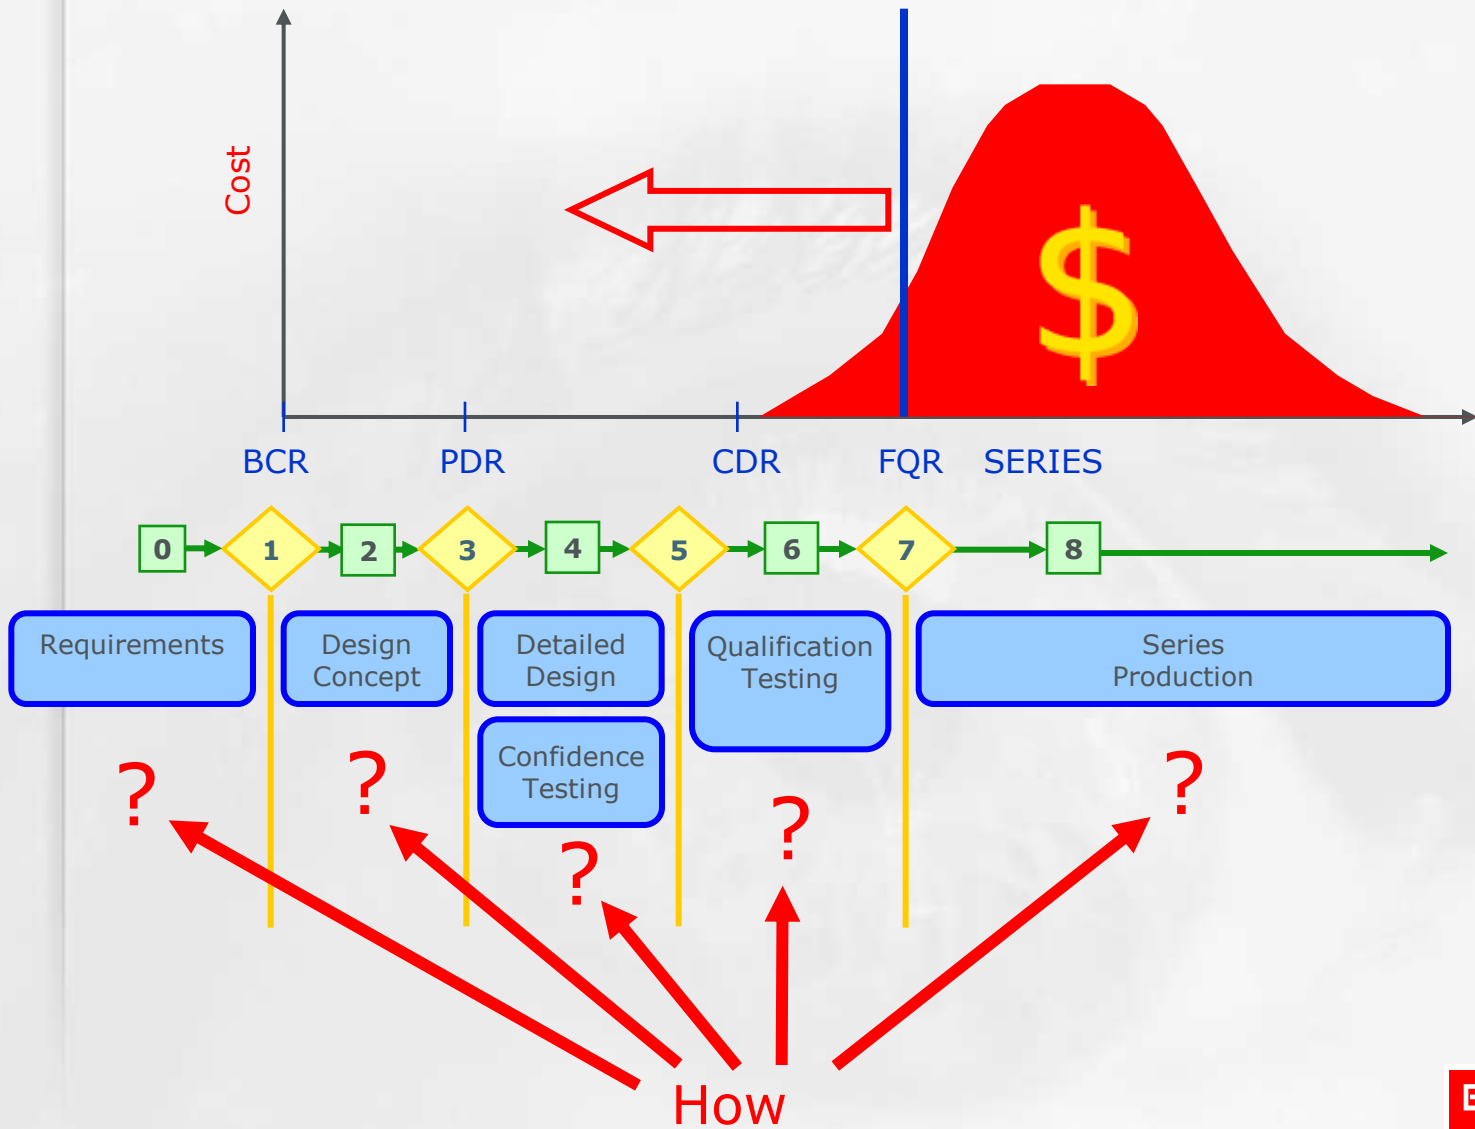 Cost
$
BCR
PDR
CDR
FQR
SERIES
0
1
2
3
4
5
6
7
8
Requirements
Design
Concept
Detailed
Design
Qualification
Testing
Series
Production
Confidence
Testing
?
?
?
?
?
How